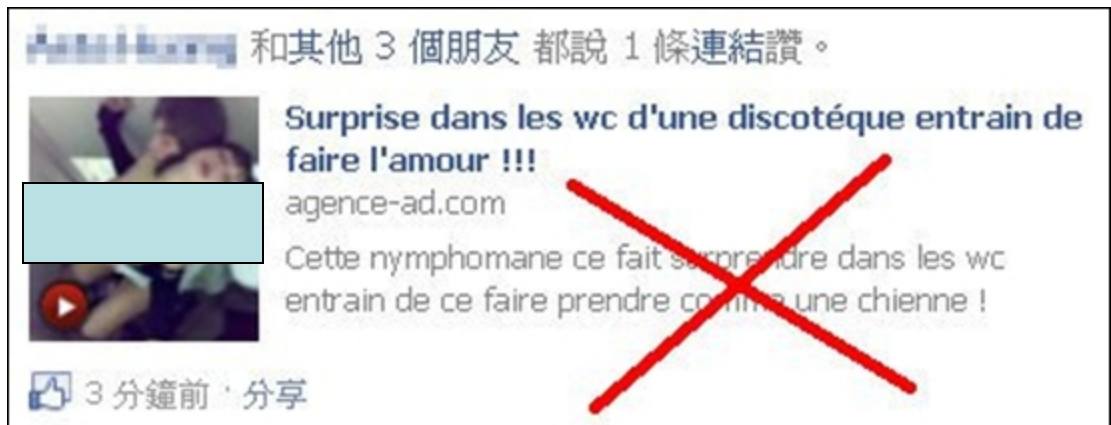 和其他 3 個朋友 都說 1 條連結讚。
Surprise dans les wc d'une discotéque entrain de
faire l'amour !!!
agence-ad.com
Cette nymphomane ce fait surprendre dans les wc
entrain de ce faire prendre comme une chienne !
3 分鐘前 · 分享